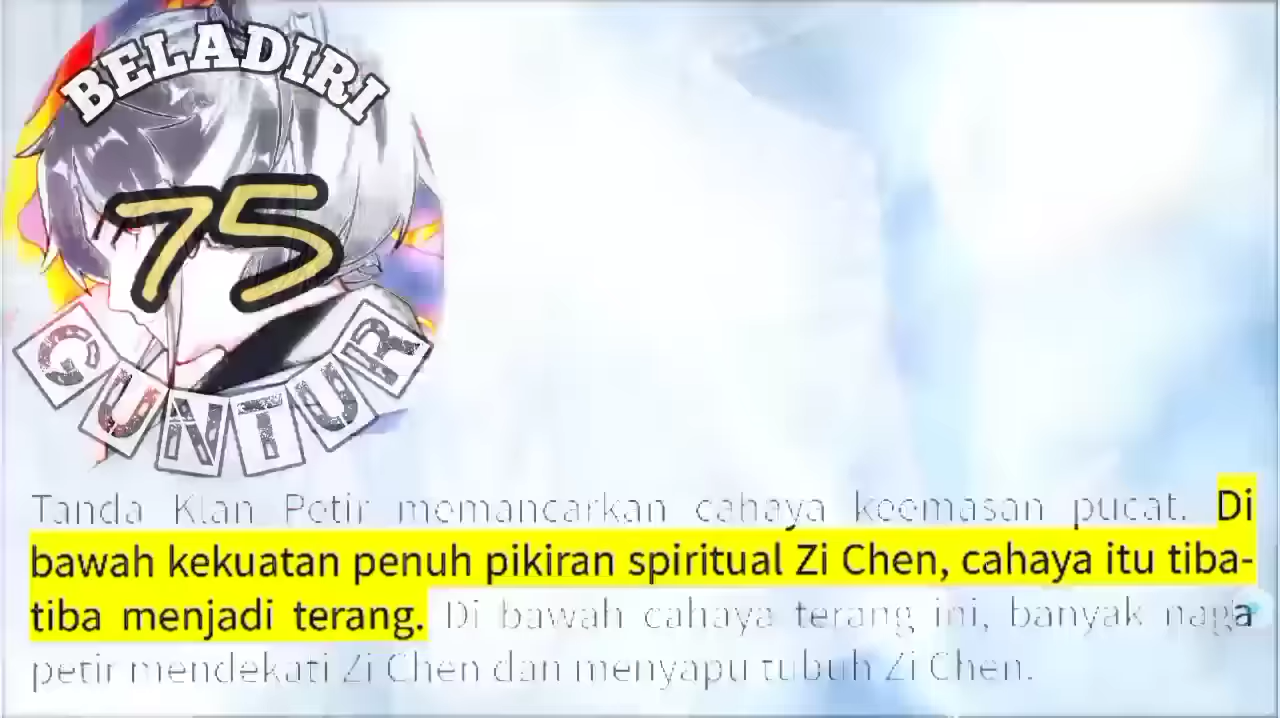 BELADIRI
75
GUNTUR
Tanda Klan Petir memancarkan cahaya keemasan pucat. Di
bawah kekuatan penuh pikiran spiritual Zi Chen, cahaya itu tiba-
tiba menjadi terang. Di bawah cahaya terang ini, banyak naga
petir mendekati Zi Chen dan menyapu tubuh Zi Chen.